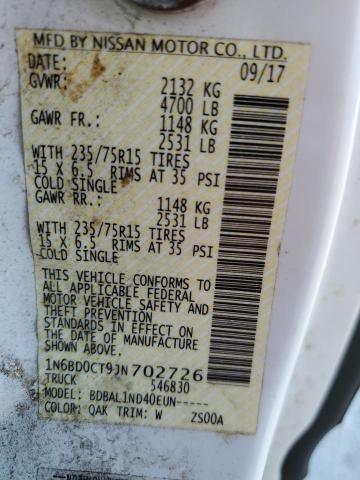 MFD BY NISSAN MOTOR CO., LTD.
DATE: 09/17
GVWR: 2132 KG
4700 LB
GAWR FR.: 1148 KG
2531 LB
WITH 235/75R15 TIRES
15 X 6.5 RIMS AT 35 PSI
COLD SINGLE
GAWR RR.: 1148 KG
2531 LB
WITH 235/75R15 TIRES
15 X 6.5 RIMS AT 35 PSI
COLD SINGLE
THIS VEHICLE CONFORMS TO
ALL APPLICABLE FEDERAL
MOTOR VEHICLE SAFETY AND
THEFT PREVENTION
STANDARDS IN EFFECT ON
THE DATE OF MANUFACTURE
SHOWN ABOVE.
1N6BD0CT9JN702726
TRUCK 546830
MODEL: BDBAL1ND40EUN-----
COLOR: QAK TRIM: W ZS00A